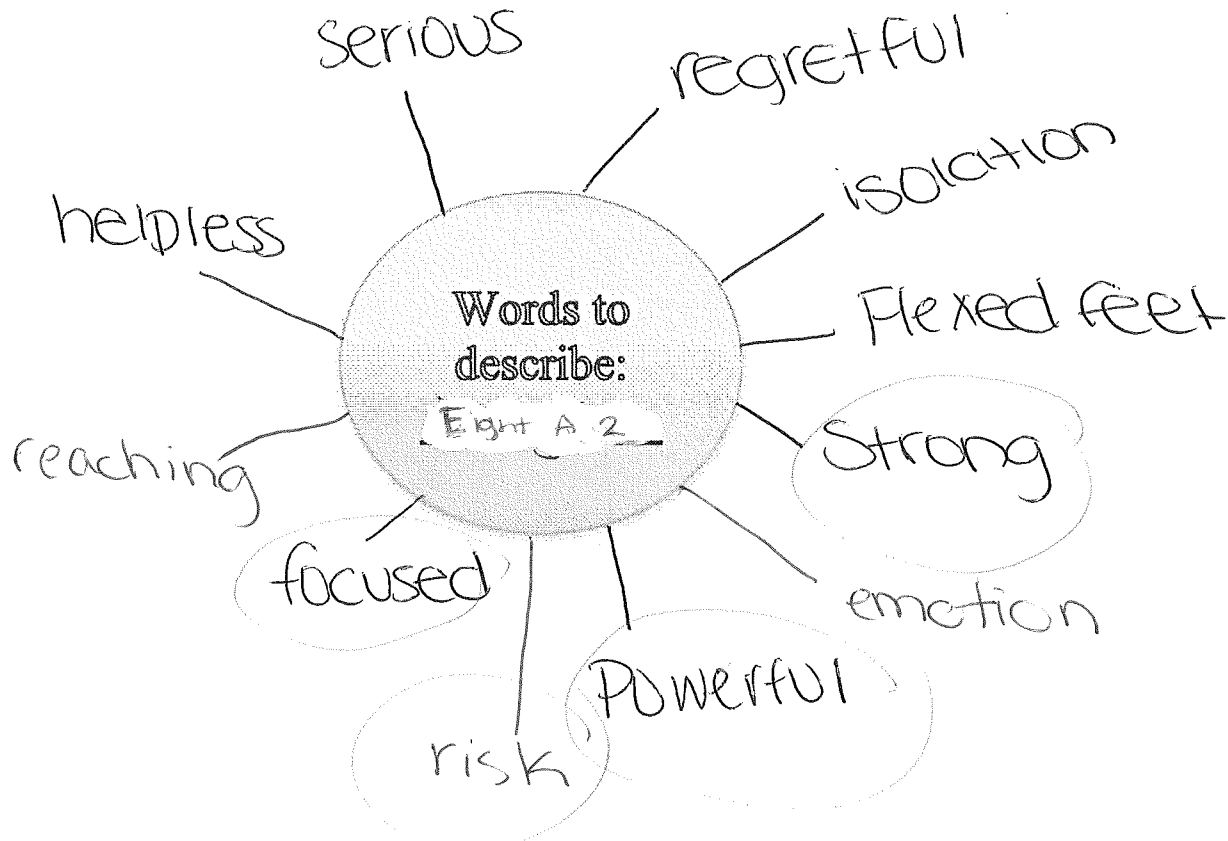 serious
regretful
isolation
helpless
Words to
describe:
Eight A 2
Flexed feet
Strong
reaching
focused
emotion
Powerful
risk